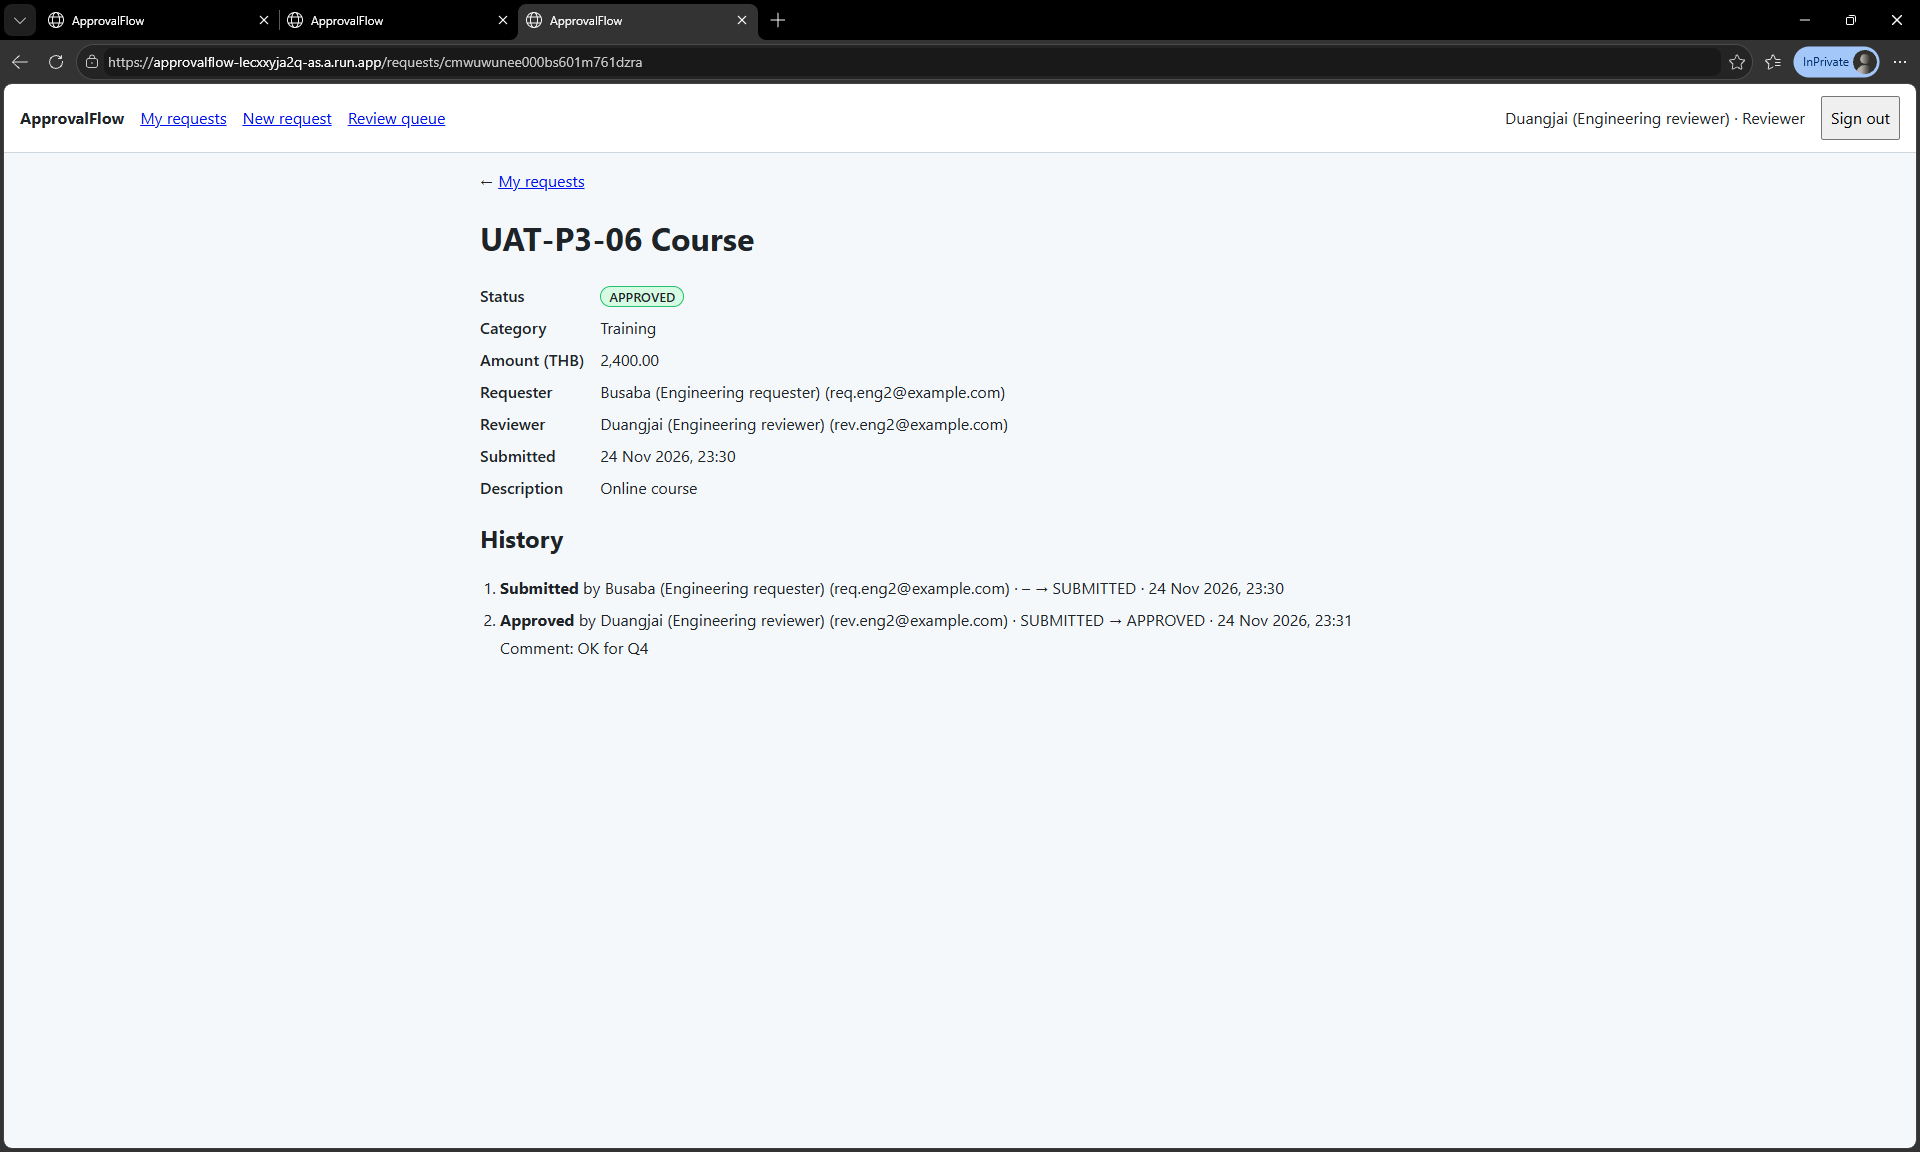 ApprovalFlow
ApprovalFlow
ApprovalFlow
https://approvalflow-lecxxyja2q-as.a.run.app/requests/cmwuwunee000bs601m761dzra
InPrivate
ApprovalFlow My requests New request Review queue Duangjai (Engineering reviewer) · Reviewer Sign out
← My requests
UAT-P3-06 Course
Status APPROVED
Category Training
Amount (THB) 2,400.00
Requester Busaba (Engineering requester) (req.eng2@example.com)
Reviewer Duangjai (Engineering reviewer) (rev.eng2@example.com)
Submitted 24 Nov 2026, 23:30
Description Online course
History
1. Submitted by Busaba (Engineering requester) (req.eng2@example.com) · – → SUBMITTED · 24 Nov 2026, 23:30
2. Approved by Duangjai (Engineering reviewer) (rev.eng2@example.com) · SUBMITTED → APPROVED · 24 Nov 2026, 23:31
Comment: OK for Q4